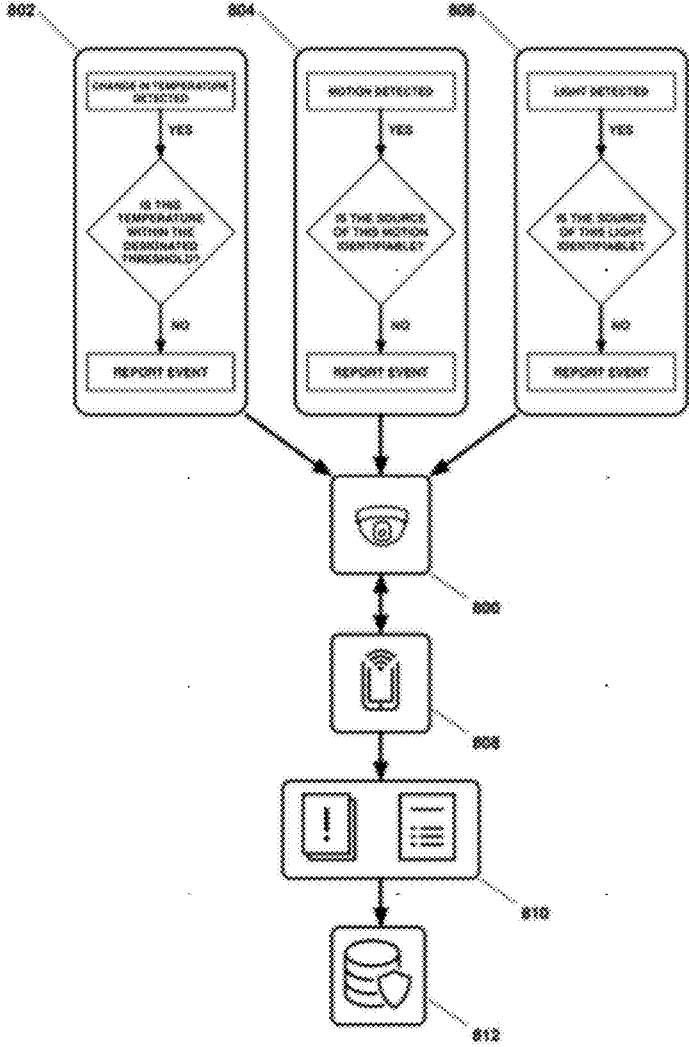 802
804
806
CHANGE IN TEMPERATURE
DETECTED
YES
IS THIS
TEMPERATURE
WITHIN THE
DESIGNATED
THRESHOLD?
NO
REPORT EVENT
MOTION DETECTED
YES
IS THE SOURCE
OF THIS MOTION
IDENTIFIABLE?
NO
REPORT EVENT
LIGHT DETECTED
YES
IS THE SOURCE
OF THIS LIGHT
IDENTIFIABLE?
NO
REPORT EVENT
800
808
810
812